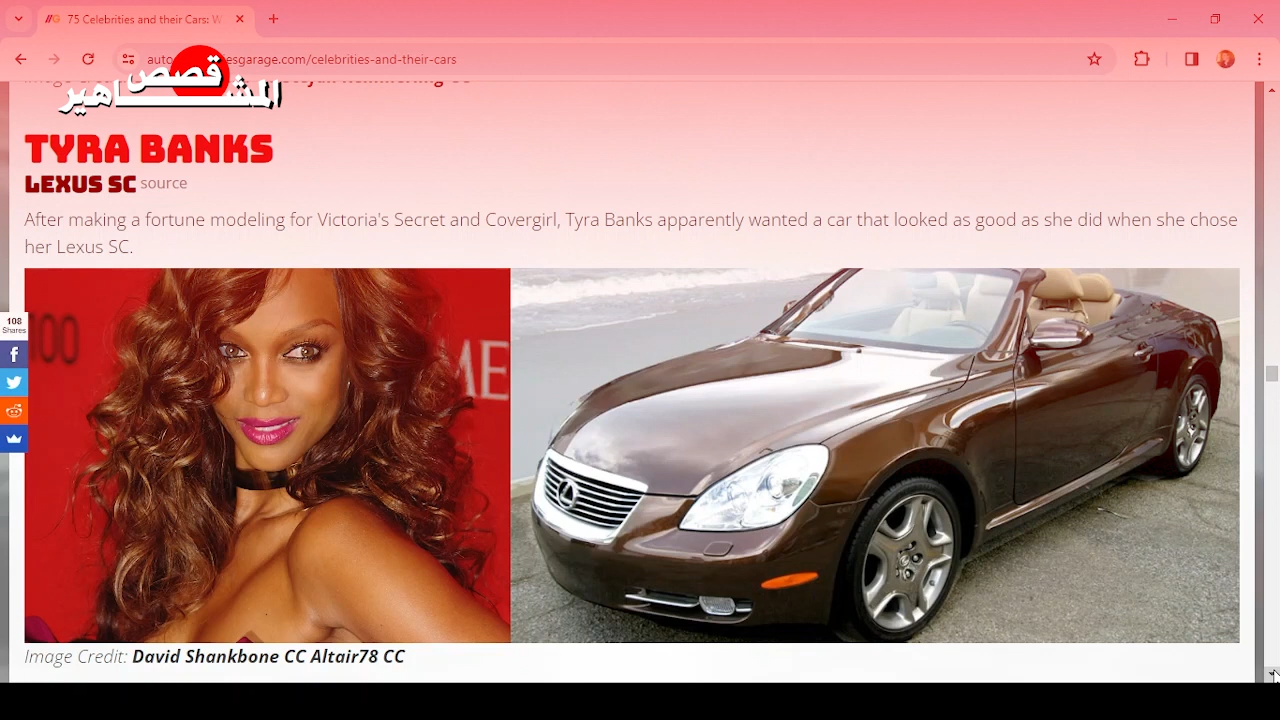 75 Celebrities and their Cars: W
esgarage.com/celebrities-and-their-cars
قصص
المشاهير
TYRA BANKS
LEXUS SC source
After making a fortune modeling for Victoria's Secret and Covergirl, Tyra Banks apparently wanted a car that looked as good as she did when she chose
her Lexus SC.
108
Shares
100
ME
Image Credit: David Shankbone CC Altair78 CC